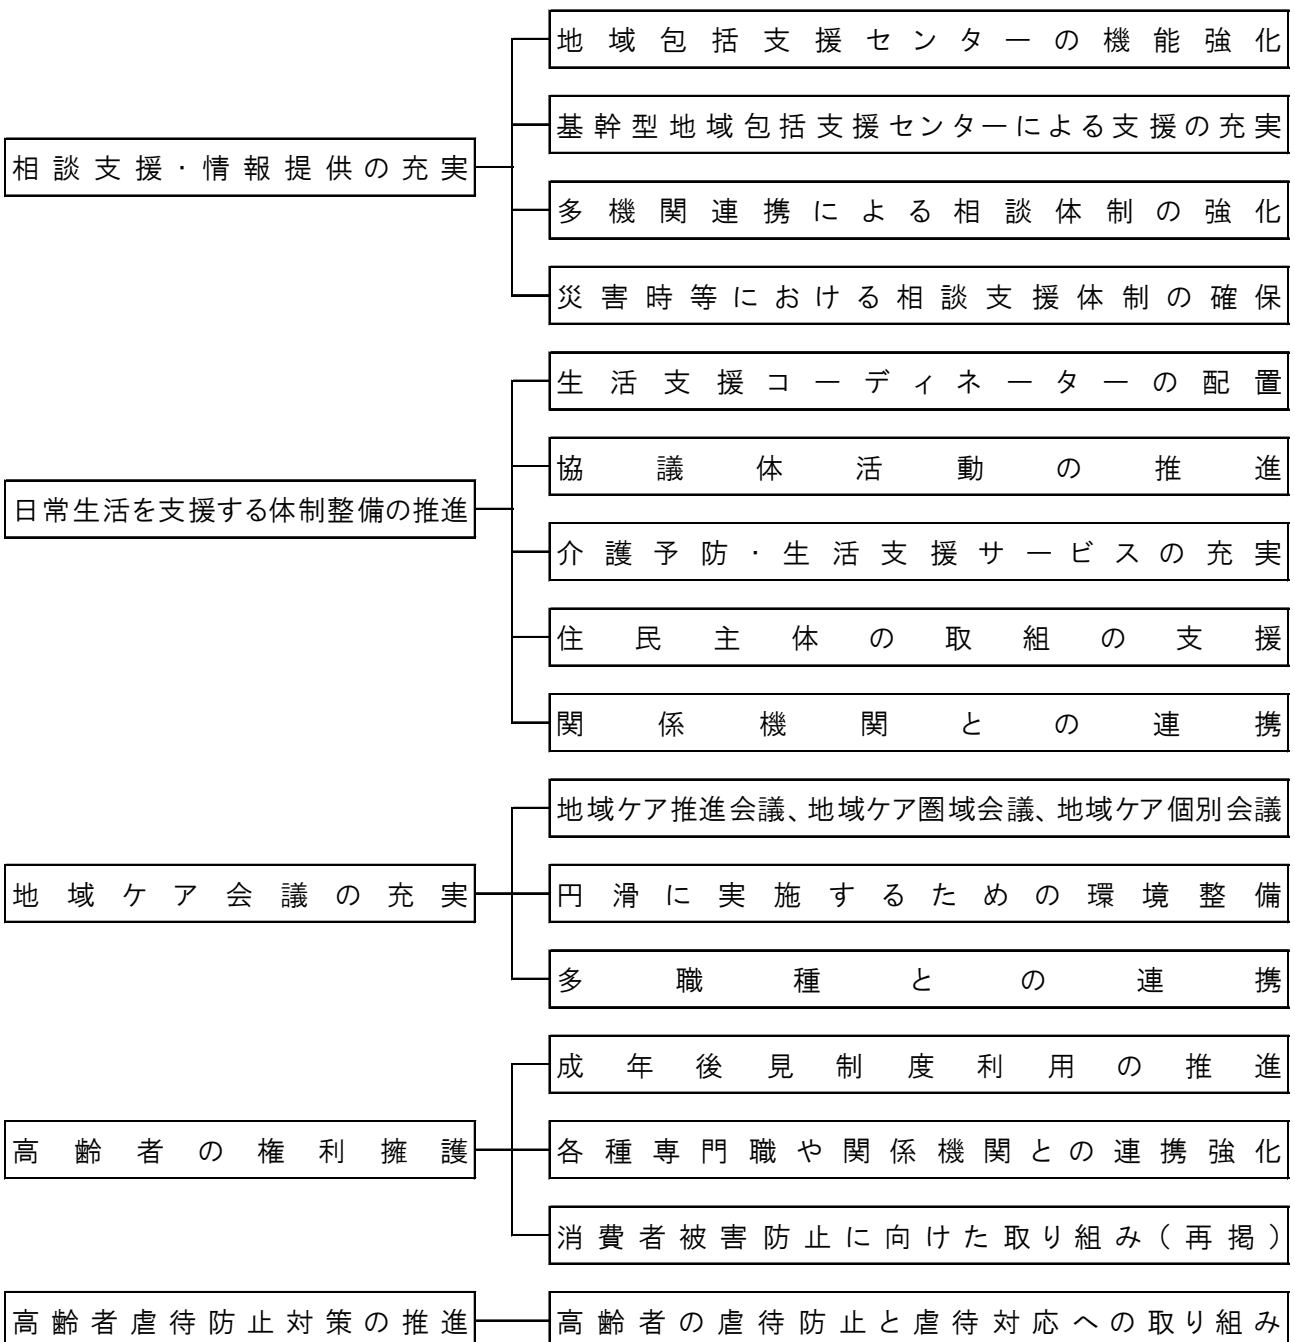 相談支援・情報提供の充実
地域包括支援センターの機能強化
基幹型地域包括支援センターによる支援の充実
多機関連携による相談体制の強化
災害時等における相談支援体制の確保
日常生活を支援する体制整備の推進
生活支援コーディネーターの配置
協議体活動の推進
介護予防・生活支援サービスの充実
住民主体の取組の支援
関係機関との連携
地域ケア会議の充実
地域ケア推進会議、地域ケア圏域会議、地域ケア個別会議
円滑に実施するための環境整備
多職種との連携
高齢者の権利擁護
成年後見制度利用の推進
各種専門職や関係機関との連携強化
消費者被害防止に向けた取り組み（再掲）
高齢者虐待防止対策の推進
高齢者の虐待防止と虐待対応への取り組み